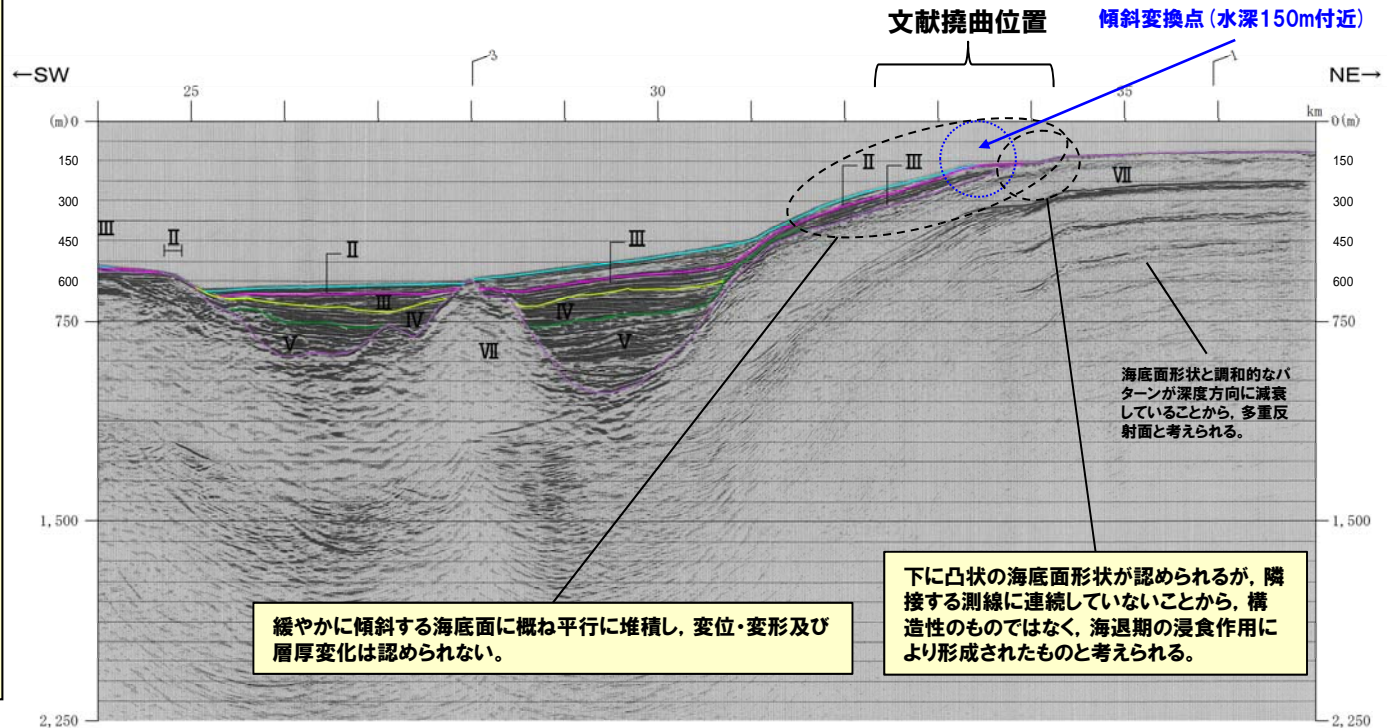 文献撓曲位置
傾斜変換点（水深150m付近）
←SW
3
1
NE→
25
30
35
km
(m) 0
0(m)
150
150
Ⅱ
Ⅲ
Ⅶ
300
300
Ⅲ
Ⅱ
Ⅱ
Ⅲ
450
450
600
600
Ⅲ
Ⅳ
Ⅳ
750
750
Ⅴ
Ⅶ
Ⅴ
海底面形状と調和的なパ
ターンが深度方向に減衰
していることから，多重反
射面と考えられる。
1,500
1,500
下に凸状の海底面形状が認められるが，隣
接する測線に連続していないことから，構
造性のものではなく，海退期の浸食作用に
より形成されたものと考えられる。
緩やかに傾斜する海底面に概ね平行に堆積し，変位・変形及び
層厚変化は認められない。
2,250
2,250